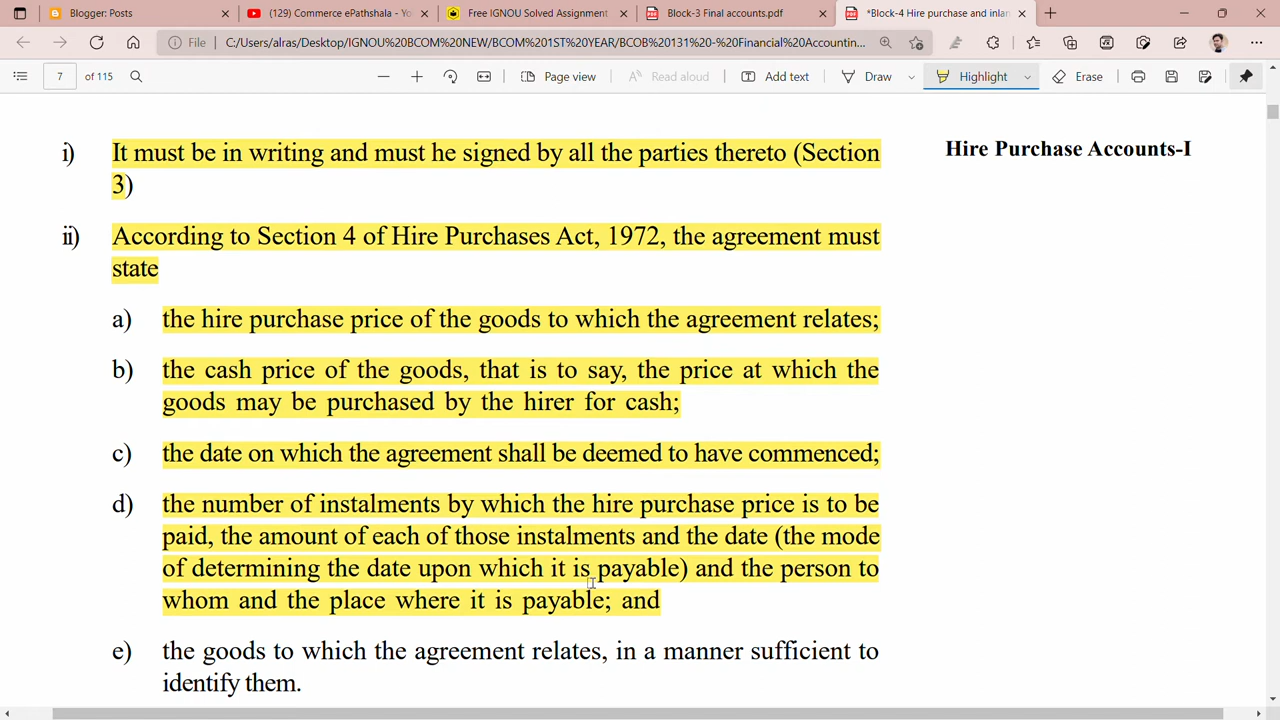 Blogger: Posts
(129) Commerce ePathshala - Yo
Free IGNOU Solved Assignment
Block-3 Final accounts.pdf
*Block-4 Hire purchase and inlan
File
C:/Users/alras/Desktop/IGNOU%20BCOM%20NEW/BCOM%201ST%20YEAR/BCOB%20131%20-%20Financial%20Accountin...
7 of 115
Page view
Read aloud
Add text
Draw
Highlight
Erase
i) It must be in writing and must he signed by all the parties thereto (Section
3)
Hire Purchase Accounts-I
ii) According to Section 4 of Hire Purchases Act, 1972, the agreement must
state
a) the hire purchase price of the goods to which the agreement relates;
b) the cash price of the goods, that is to say, the price at which the
goods may be purchased by the hirer for cash;
c) the date on which the agreement shall be deemed to have commenced;
d) the number of instalments by which the hire purchase price is to be
paid, the amount of each of those instalments and the date (the mode
of determining the date upon which it is payable) and the person to
whom and the place where it is payable; and
e) the goods to which the agreement relates, in a manner sufficient to
identify them.